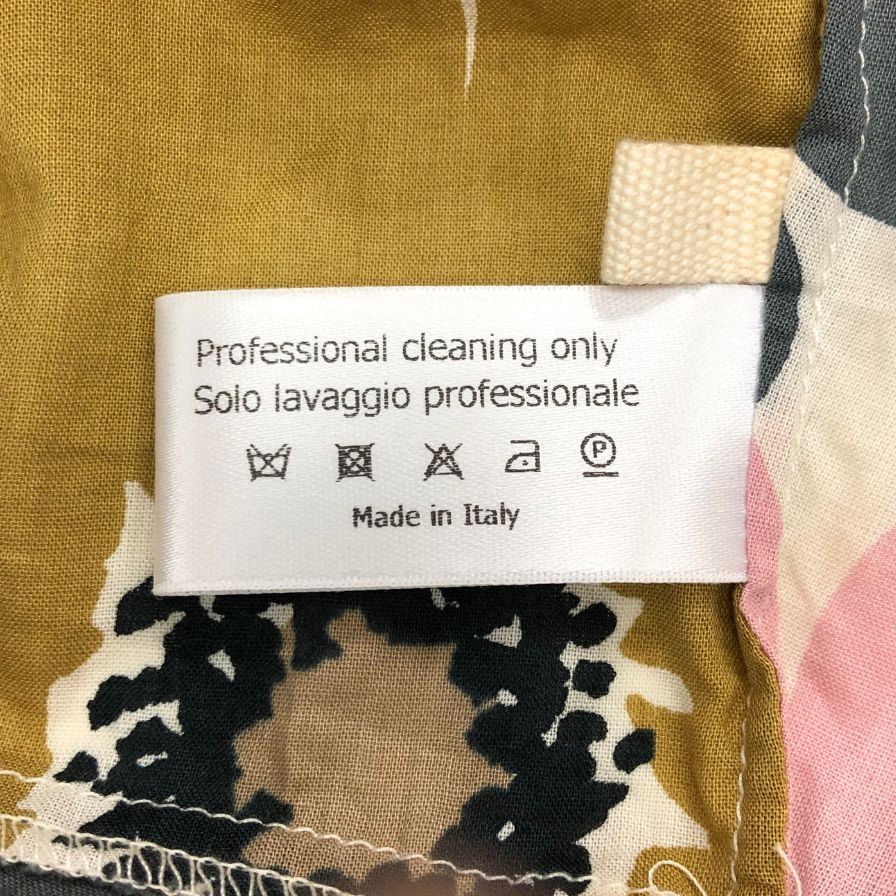 Professional cleaning only
Solo lavaggio professionale
P
Made in Italy